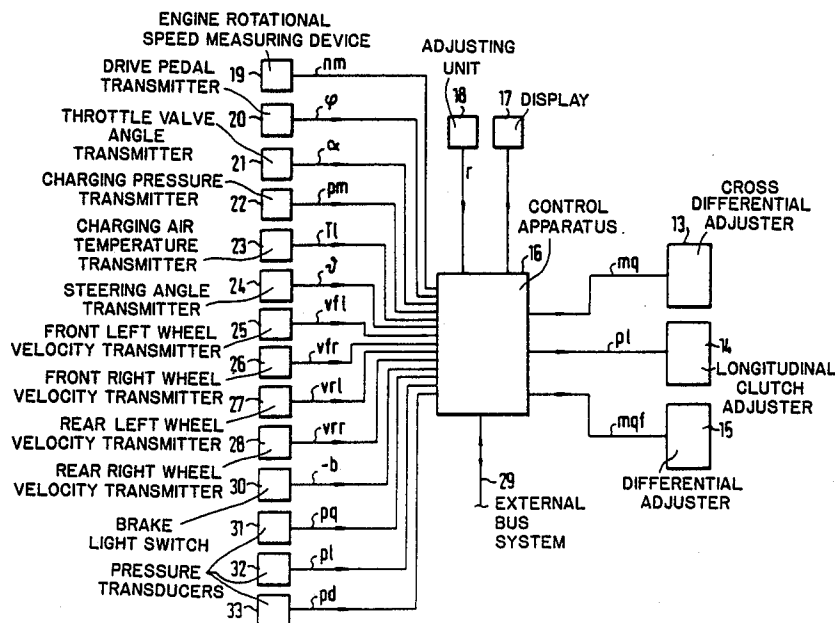 ENGINE ROTATIONAL
SPEED MEASURING DEVICE
19
nm
DRIVE PEDAL
TRANSMITTER
20
φ
THROTTLE VALVE
ANGLE
TRANSMITTER
21
α
CHARGING PRESSURE
TRANSMITTER
22
pm
CHARGING AIR
TEMPERATURE
TRANSMITTER
23
Tl
STEERING ANGLE
TRANSMITTER
24
ϑ
FRONT LEFT WHEEL
VELOCITY TRANSMITTER
25
vfl
FRONT RIGHT WHEEL
VELOCITY TRANSMITTER
26
vfr
REAR LEFT WHEEL
VELOCITY TRANSMITTER
27
vrl
REAR RIGHT WHEEL
VELOCITY TRANSMITTER
28
vrr
BRAKE
LIGHT SWITCH
30
-b
PRESSURE
TRANSDUCERS
31
pq
32
pl
33
pd
ADJUSTING
UNIT
18
r
17
DISPLAY
CONTROL
APPARATUS
16
29
EXTERNAL
BUS
SYSTEM
CROSS
DIFFERENTIAL
ADJUSTER
13
mq
pl
14
LONGITUDINAL
CLUTCH
ADJUSTER
mqf
15
DIFFERENTIAL
ADJUSTER